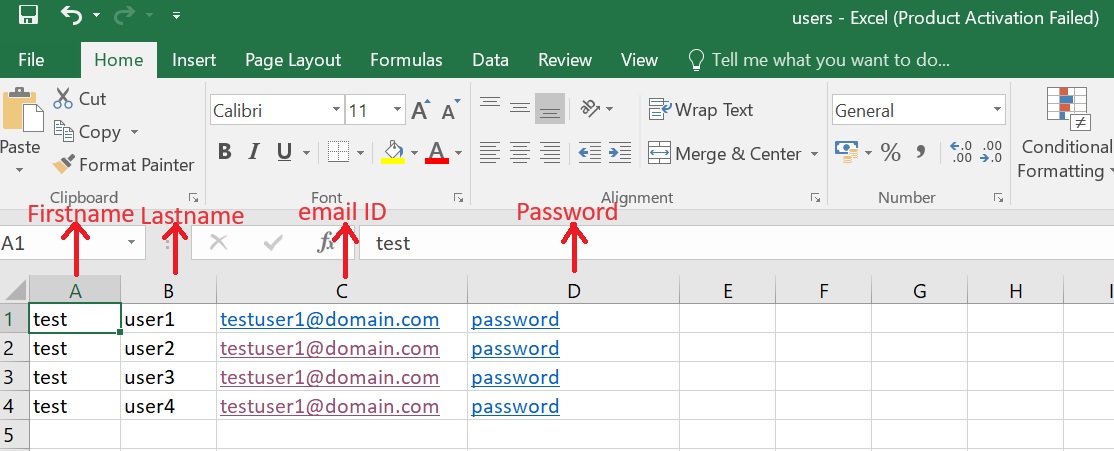 users - Excel (Product Activation Failed)
File Home Insert Page Layout Formulas Data Review View Tell me what you want to do...
Cut
Copy
Format Painter
Paste
Clipboard
Calibri 11 A A
B I U A
Font
Wrap Text
Merge & Center
Alignment
General
% , .0 .00 .00 .0
Number
Conditional
Formatting
Firstname Lastname email ID Password
A1 fx test
A B C D E F G H I
1 test user1 testuser1@domain.com password
2 test user2 testuser1@domain.com password
3 test user3 testuser1@domain.com password
4 test user4 testuser1@domain.com password
5